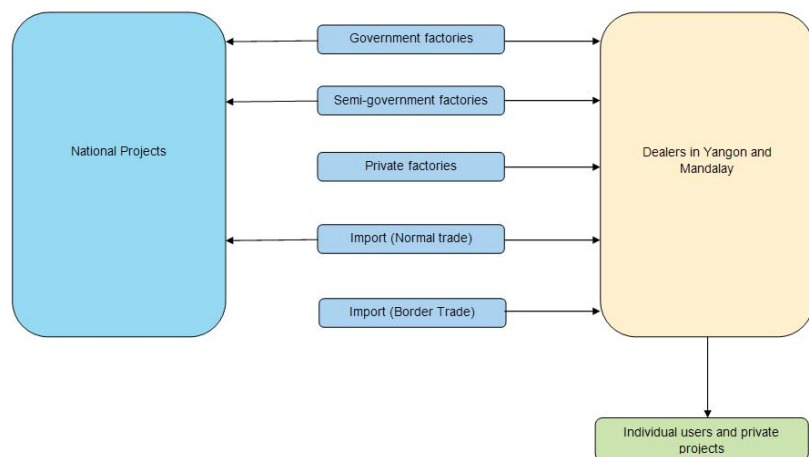 Government factories
Semi-government factories
National Projects
Dealers in Yangon and
Mandalay
Private factories
Import (Normal trade)
Import (Border Trade)
Individual users and private
projects